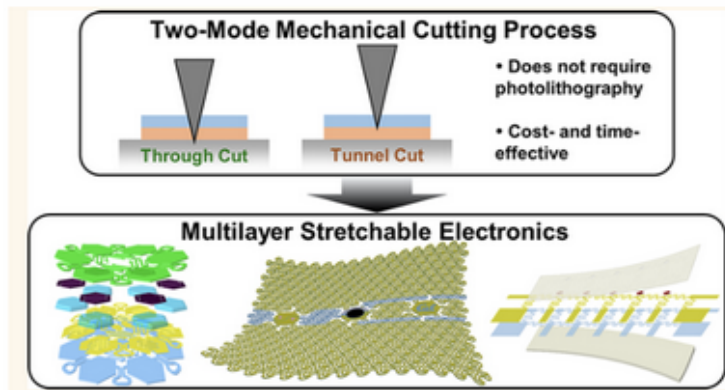 Two-Mode Mechanical Cutting Process
• Does not require
photolithography
• Cost- and time-
effective
Through Cut
Tunnel Cut
Multilayer Stretchable Electronics